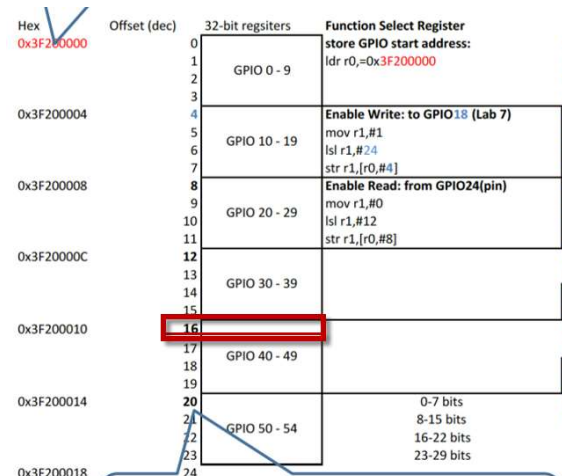 Hex Offset (dec) 32-bit regsiters Function Select Register
0x3F200000 0 store GPIO start address:
1 ldr r0,=0x3F200000
GPIO 0 - 9
2
3
0x3F200004 4 Enable Write: to GPIO18 (Lab 7)
5 mov r1,#1
GPIO 10 - 19
6 lsl r1,#24
7 str r1,[r0,#4]
0x3F200008 8 Enable Read: from GPIO24(pin)
9 mov r1,#0
GPIO 20 - 29
10 lsl r1,#12
11 str r1,[r0,#8]
0x3F20000C 12
13
GPIO 30 - 39
14
15
0x3F200010 16
17
GPIO 40 - 49
18
19
0x3F200014 20 0-7 bits
21 8-15 bits
GPIO 50 - 54
22 16-22 bits
23 23-29 bits
0x3F200018 24